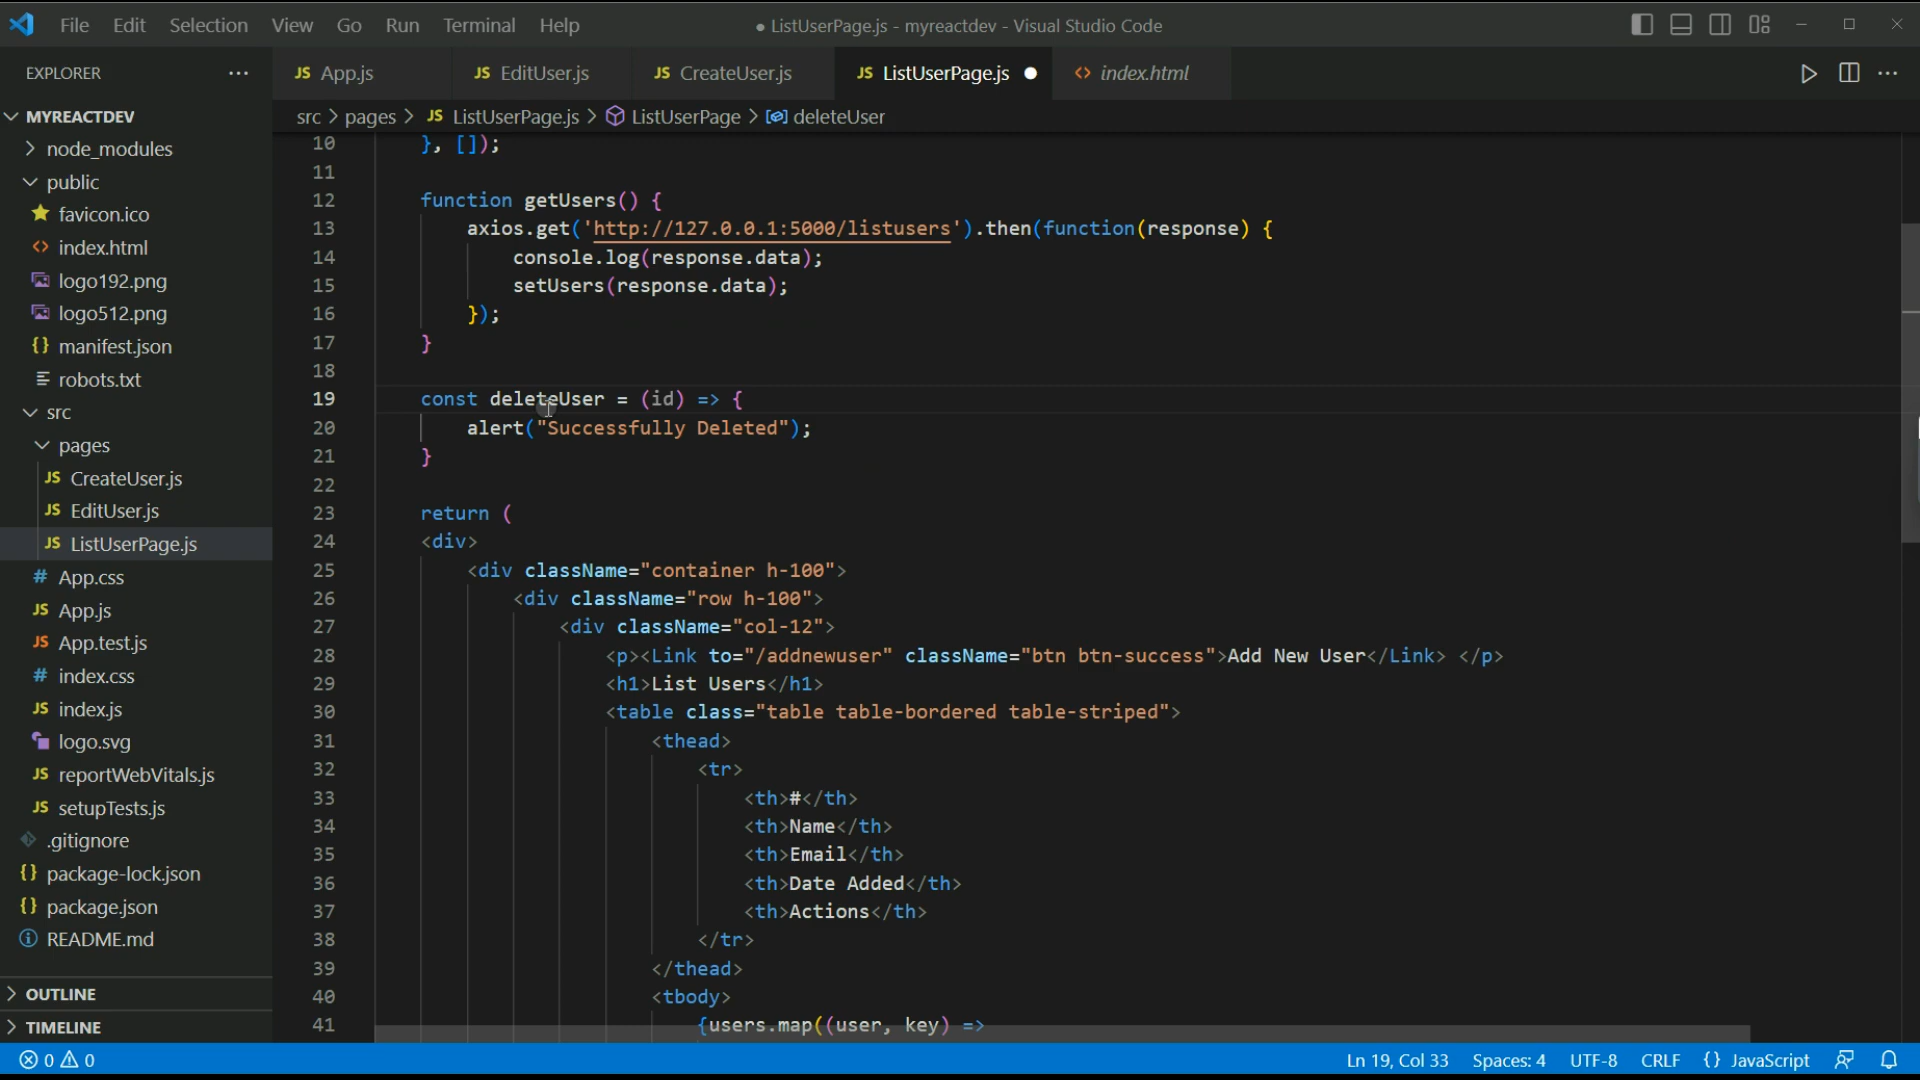 File Edit Selection View Go Run Terminal Help ● ListUserPage.js - myreactdev - Visual Studio Code
EXPLORER ···
JS App.js JS EditUser.js JS CreateUser.js JS ListUserPage.js ● <> index.html
src > pages > JS ListUserPage.js > ListUserPage > deleteUser
MYREACTDEV
node_modules
public
favicon.ico
<> index.html
logo192.png
logo512.png
{} manifest.json
robots.txt
src
pages
JS CreateUser.js
JS EditUser.js
JS ListUserPage.js
# App.css
JS App.js
JS App.test.js
# index.css
JS index.js
logo.svg
JS reportWebVitals.js
JS setupTests.js
.gitignore
{} package-lock.json
{} package.json
README.md
OUTLINE
TIMELINE
10 }, []);
11
12 function getUsers() {
13 axios.get('http://127.0.0.1:5000/listusers').then(function(response) {
14 console.log(response.data);
15 setUsers(response.data);
16 });
17 }
18
19 const deleteUser = (id) => {
20 alert("Successfully Deleted");
21 }
22
23 return (
24 <div>
25 <div className="container h-100">
26 <div className="row h-100">
27 <div className="col-12">
28 <p><Link to="/addnewuser" className="btn btn-success">Add New User</Link> </p>
29 <h1>List Users</h1>
30 <table class="table table-bordered table-striped">
31 <thead>
32 <tr>
33 <th>#</th>
34 <th>Name</th>
35 <th>Email</th>
36 <th>Date Added</th>
37 <th>Actions</th>
38 </tr>
39 </thead>
40 <tbody>
41 {users.map((user, key) =>
0 0 Ln 19, Col 33 Spaces: 4 UTF-8 CRLF {} JavaScript